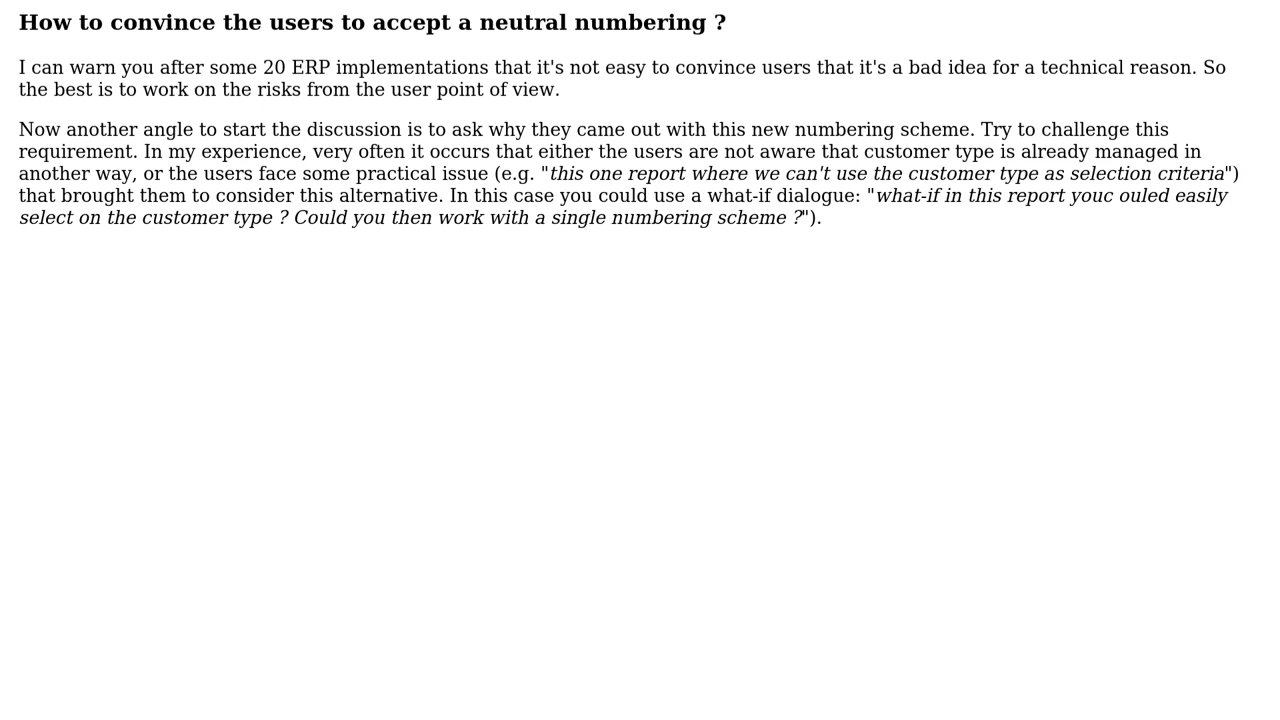 How to convince the users to accept a neutral numbering ?
I can warn you after some 20 ERP implementations that it's not easy to convince users that it's a bad idea for a technical reason. So
the best is to work on the risks from the user point of view.
Now another angle to start the discussion is to ask why they came out with this new numbering scheme. Try to challenge this
requirement. In my experience, very often it occurs that either the users are not aware that customer type is already managed in
another way, or the users face some practical issue (e.g. "this one report where we can't use the customer type as selection criteria")
that brought them to consider this alternative. In this case you could use a what-if dialogue: "what-if in this report youc ouled easily
select on the customer type ? Could you then work with a single numbering scheme ?").